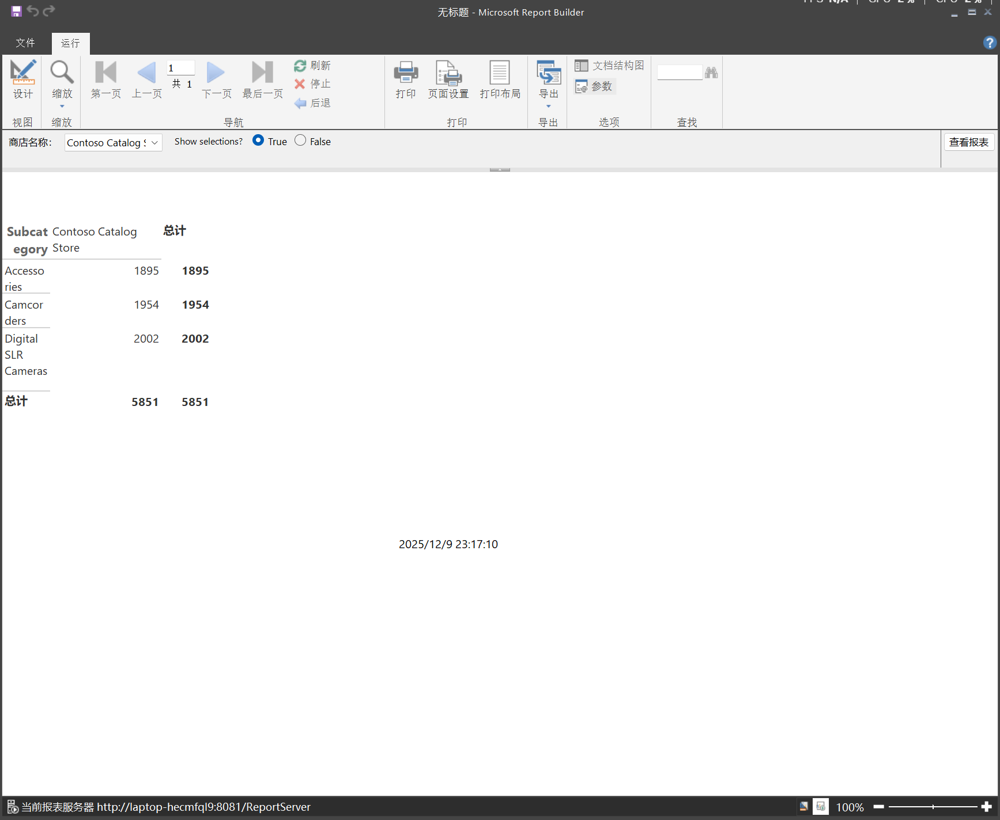 无标题 - Microsoft Report Builder
文件 运行
设计 缩放 第一页 上一页 1 共 1 下一页 最后一页 刷新 停止 后退 打印 页面设置 打印布局 导出 文档结构图 参数
视图 缩放 导航 打印 导出 选项 查找
商店名称: Contoso Catalog S Show selections? True False 查看报表
Subcat
egory
Contoso Catalog
Store
总计
Accesso
ries
1895 1895
Camcor
ders
1954 1954
Digital
SLR
Cameras
2002 2002
总计 5851 5851
2025/12/9 23:17:10
当前报表服务器 http://laptop-hecmfql9:8081/ReportServer 100%